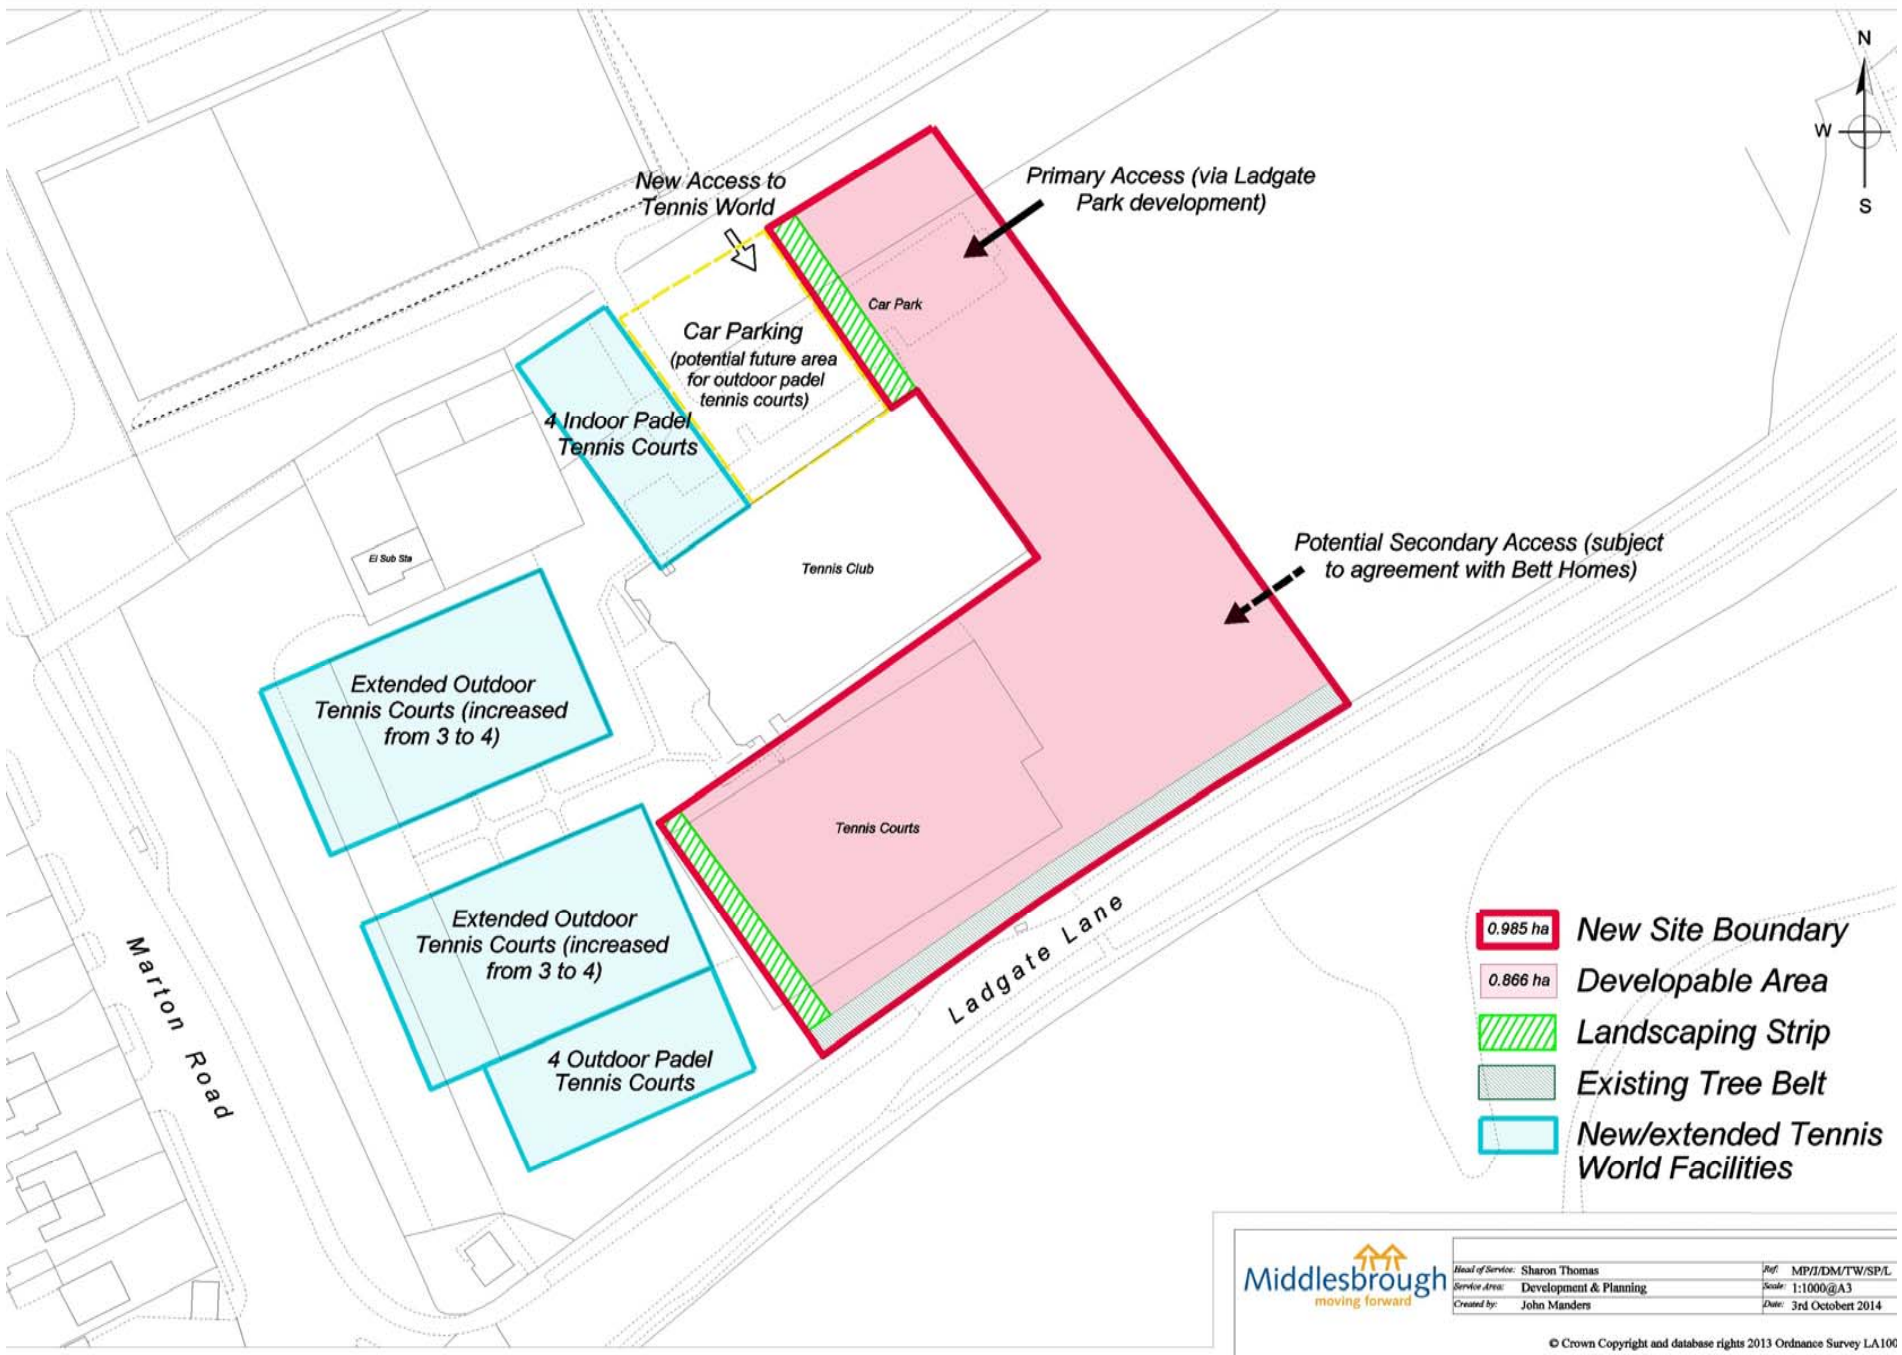 N
W
S
New Access to
Tennis World
Primary Access (via Ladgate
Park development)
Car Park
Car Parking
(potential future area
for outdoor padel
tennis courts)
4 Indoor Padel
Tennis Courts
El Sub Sta
Tennis Club
Potential Secondary Access (subject
to agreement with Bett Homes)
Extended Outdoor
Tennis Courts (increased
from 3 to 4)
Tennis Courts
Extended Outdoor
Tennis Courts (increased
from 3 to 4)
4 Outdoor Padel
Tennis Courts
Marton Road
Ladgate Lane
0.985 ha New Site Boundary
0.866 ha Developable Area
Landscaping Strip
Existing Tree Belt
New/extended Tennis
World Facilities
Middlesbrough
moving forward
Head of Service: Sharon Thomas Ref: MP/J/DM/TW/SP/L
Service Area: Development & Planning Scale: 1:1000@A3
Created by: John Manders Date: 3rd Octobert 2014
© Crown Copyright and database rights 2013 Ordnance Survey LA100